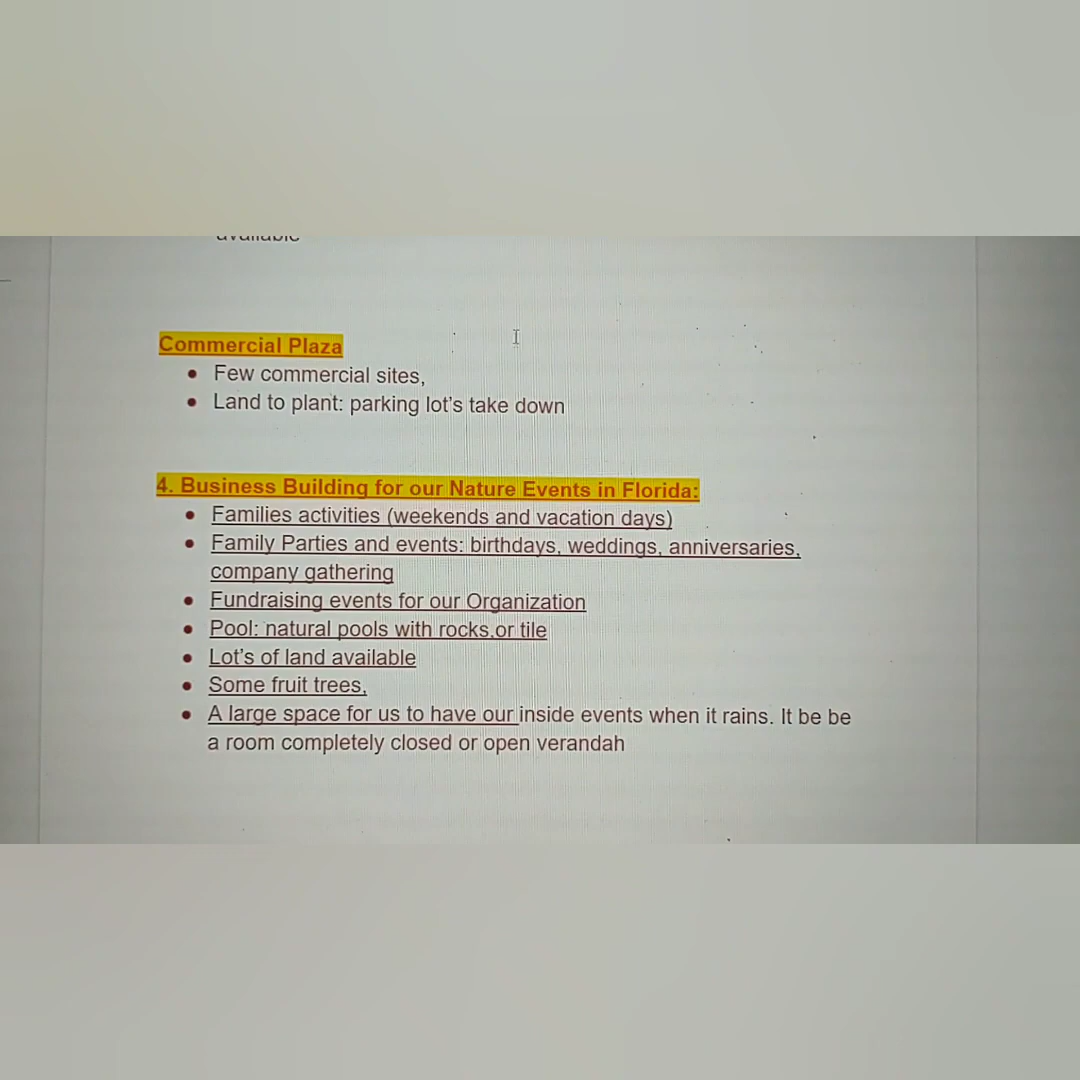 available
Commercial Plaza
Few commercial sites,
Land to plant: parking lot's take down
4. Business Building for our Nature Events in Florida:
Families activities (weekends and vacation days)
Family Parties and events: birthdays, weddings, anniversaries,
company gathering
Fundraising events for our Organization
Pool: natural pools with rocks.or tile
Lot's of land available
Some fruit trees,
A large space for us to have our inside events when it rains. It be be
a room completely closed or open verandah